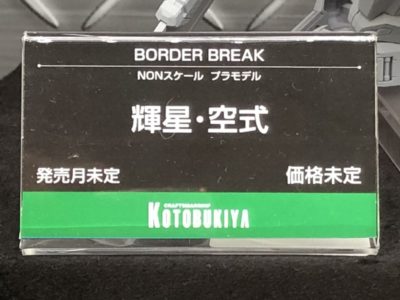 BORDER BREAK
NONスケール プラモデル
輝星・空式
発売月未定 価格未定
CRAFTSMANSHIP
KOTOBUKIYA